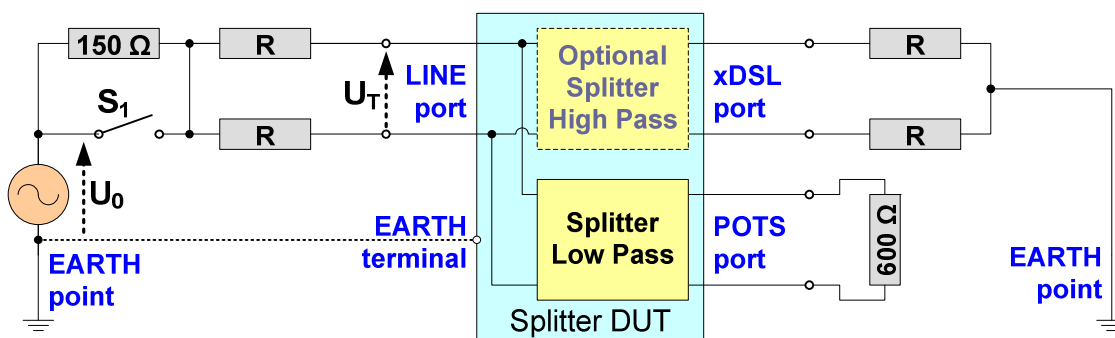 150 Ω
R
R
S1
U0
UT
LINE
port
EARTH
terminal
EARTH
point
Optional
Splitter
High Pass
Splitter
Low Pass
Splitter DUT
xDSL
port
POTS
port
R
R
600 Ω
EARTH
point